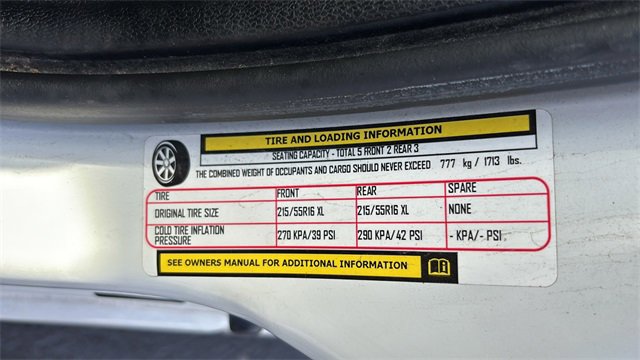 TIRE AND LOADING INFORMATION
SEATING CAPACITY - TOTAL 5 FRONT 2 REAR 3
THE COMBINED WEIGHT OF OCCUPANTS AND CARGO SHOULD NEVER EXCEED 777 kg / 1713 lbs.
TIRE FRONT REAR SPARE
ORIGINAL TIRE SIZE 215/55R16 XL 215/55R16 XL NONE
COLD TIRE INFLATION PRESSURE 270 KPA/39 PSI 290 KPA/42 PSI - KPA/- PSI
SEE OWNERS MANUAL FOR ADDITIONAL INFORMATION